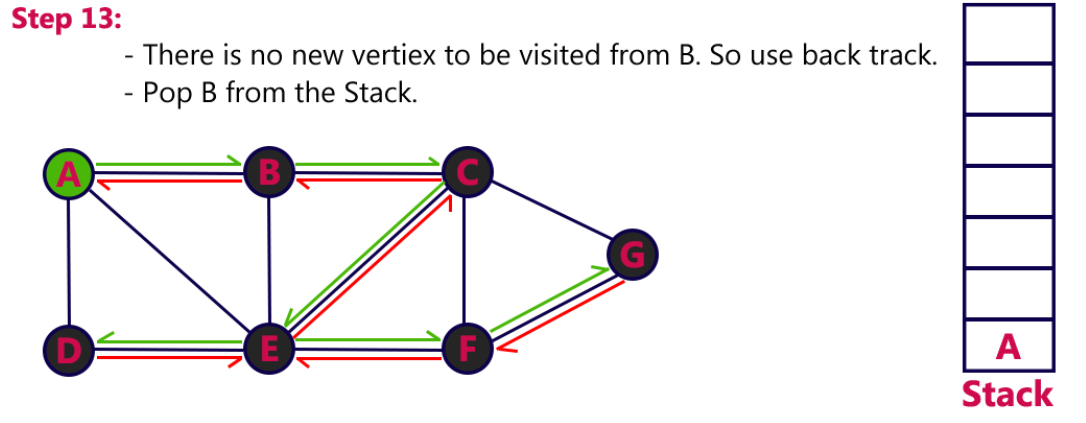 Step 13:
- There is no new vertiex to be visited from B. So use back track.
- Pop B from the Stack.
A
B
C
G
D
E
F
A
Stack